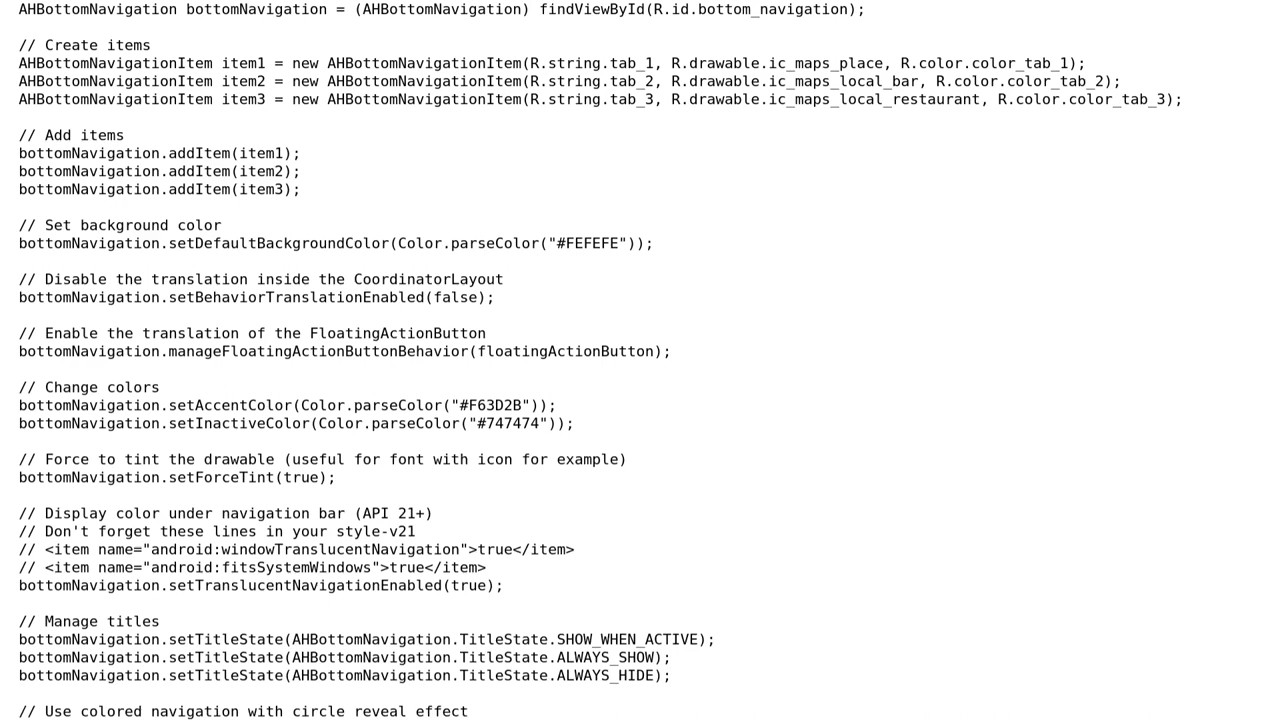 AHBottomNavigation bottomNavigation = (AHBottomNavigation) findViewById(R.id.bottom_navigation);

// Create items
AHBottomNavigationItem item1 = new AHBottomNavigationItem(R.string.tab_1, R.drawable.ic_maps_place, R.color.color_tab_1);
AHBottomNavigationItem item2 = new AHBottomNavigationItem(R.string.tab_2, R.drawable.ic_maps_local_bar, R.color.color_tab_2);
AHBottomNavigationItem item3 = new AHBottomNavigationItem(R.string.tab_3, R.drawable.ic_maps_local_restaurant, R.color.color_tab_3);

// Add items
bottomNavigation.addItem(item1);
bottomNavigation.addItem(item2);
bottomNavigation.addItem(item3);

// Set background color
bottomNavigation.setDefaultBackgroundColor(Color.parseColor("#FEFEFE"));

// Disable the translation inside the CoordinatorLayout
bottomNavigation.setBehaviorTranslationEnabled(false);

// Enable the translation of the FloatingActionButton
bottomNavigation.manageFloatingActionButtonBehavior(floatingActionButton);

// Change colors
bottomNavigation.setAccentColor(Color.parseColor("#F63D2B"));
bottomNavigation.setInactiveColor(Color.parseColor("#747474"));

// Force to tint the drawable (useful for font with icon for example)
bottomNavigation.setForceTint(true);

// Display color under navigation bar (API 21+)
// Don't forget these lines in your style-v21
// <item name="android:windowTranslucentNavigation">true</item>
// <item name="android:fitsSystemWindows">true</item>
bottomNavigation.setTranslucentNavigationEnabled(true);

// Manage titles
bottomNavigation.setTitleState(AHBottomNavigation.TitleState.SHOW_WHEN_ACTIVE);
bottomNavigation.setTitleState(AHBottomNavigation.TitleState.ALWAYS_SHOW);
bottomNavigation.setTitleState(AHBottomNavigation.TitleState.ALWAYS_HIDE);

// Use colored navigation with circle reveal effect